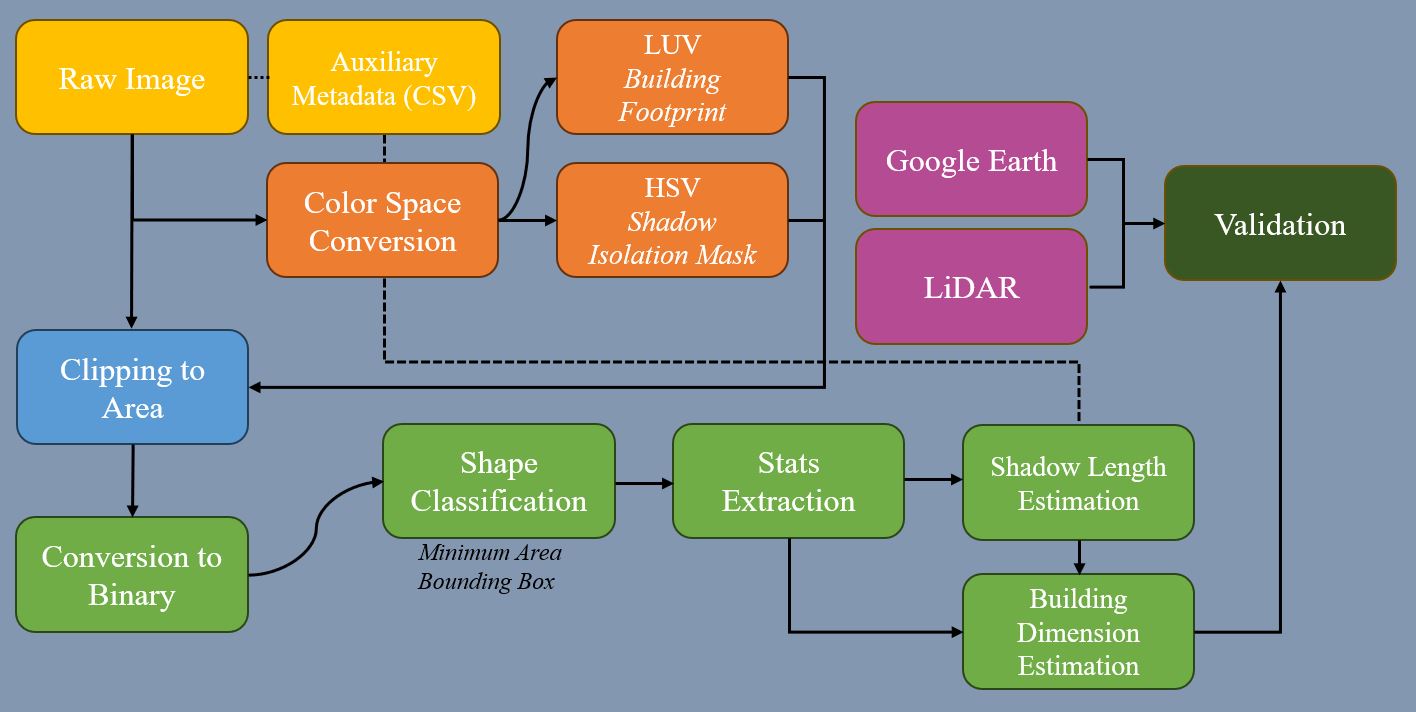 Raw Image
Auxiliary
Metadata (CSV)
LUV
Building
Footprint
Color Space
Conversion
HSV
Shadow
Isolation Mask
Google Earth
LiDAR
Validation
Clipping to
Area
Conversion to
Binary
Shape
Classification
Minimum Area
Bounding Box
Stats
Extraction
Shadow Length
Estimation
Building
Dimension
Estimation